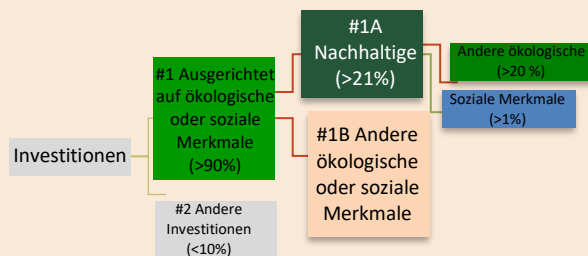 Investitionen
#1 Ausgerichtet
auf ökologische
oder soziale
Merkmale
(>90%)
#2 Andere
Investitionen
(<10%)
#1A
Nachhaltige
(>21%)
#1B Andere
ökologische
oder soziale
Merkmale
Andere ökologische
(>20 %)
Soziale Merkmale
(>1%)